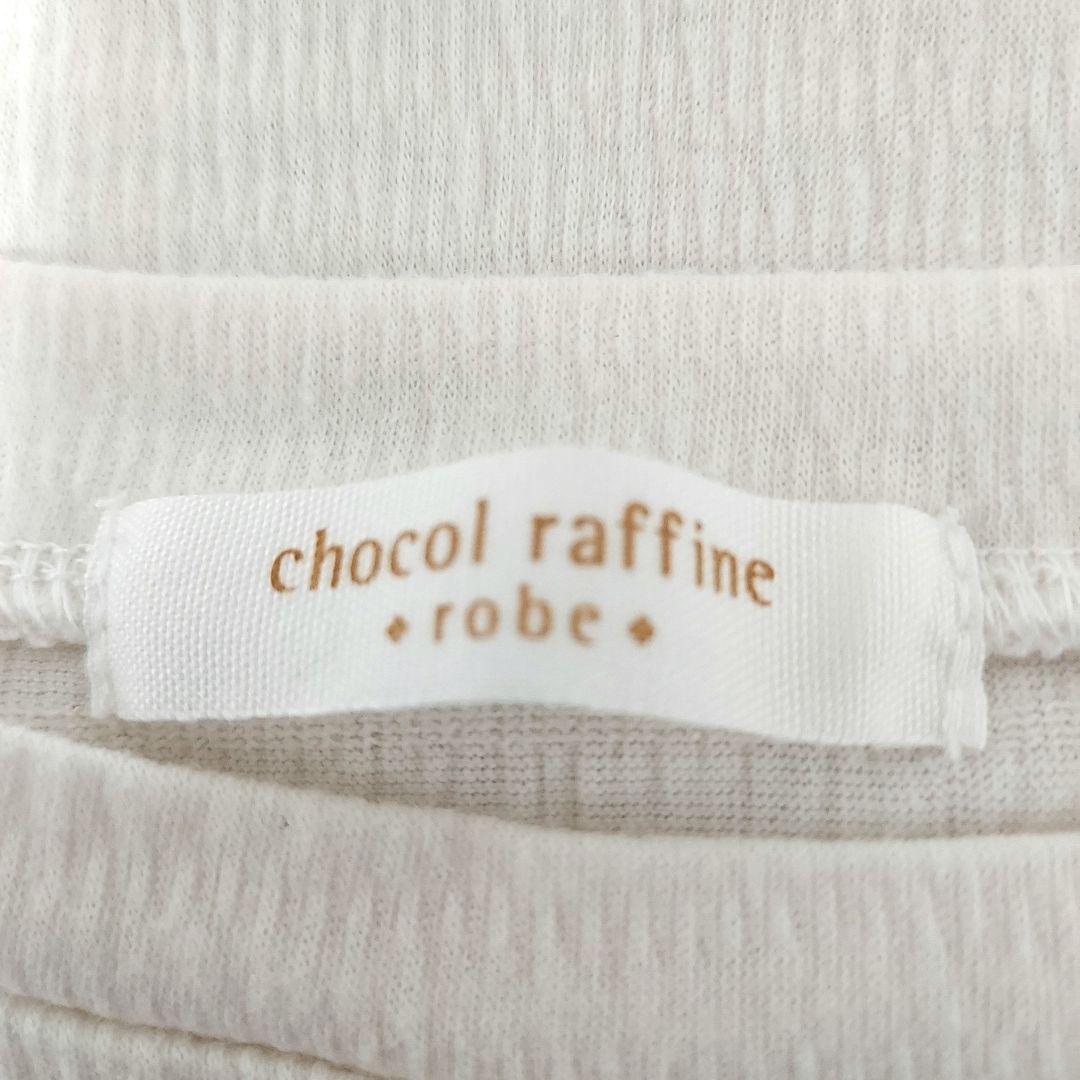 chocol raffine
◆ robe ◆